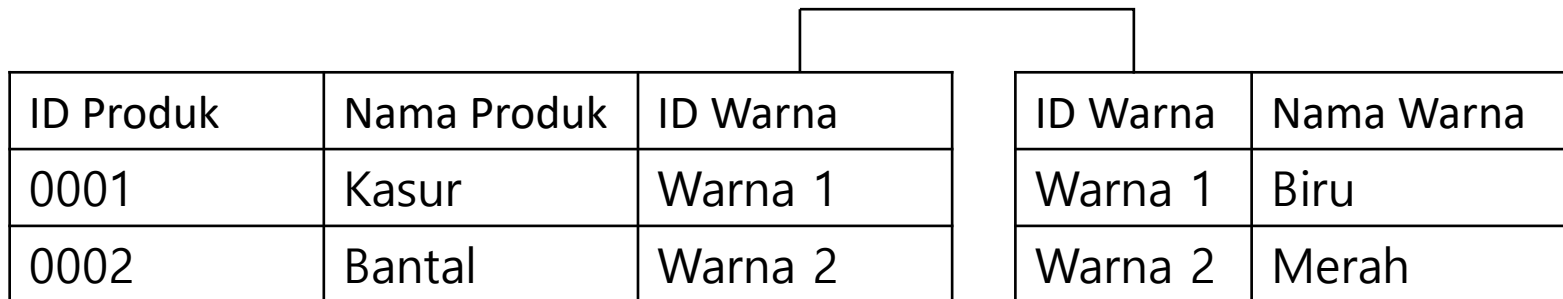 ID Produk Nama Produk ID Warna ID Warna Nama Warna
0001 Kasur Warna 1 Warna 1 Biru
0002 Bantal Warna 2 Warna 2 Merah